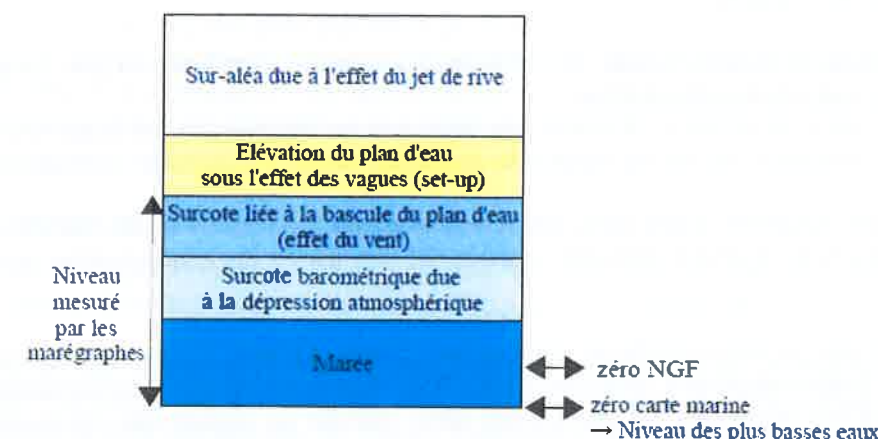 Sur-aléa due à l'effet du jet de rive
Elévation du plan d'eau
sous l'effet des vagues (set-up)
Surcote liée à la bascule du plan d'eau
(effet du vent)
Surcote barométrique due
à la dépression atmosphérique
Marée
Niveau
mesuré
par les
marégraphes
zéro NGF
zéro carte marine
→ Niveau des plus basses eaux